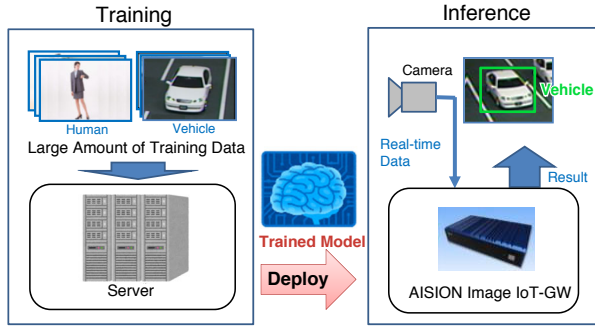 Training
Human
Vehicle
Large Amount of Training Data
Server
Trained Model
Deploy
Inference
Camera
Vehicle
Real-time
Data
Result
AISION Image IoT-GW